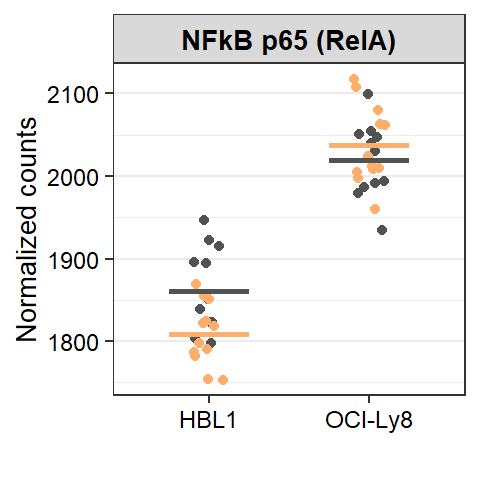 NFkB p65 (RelA)
Normalized counts
2100
2000
1900
1800
HBL1
OCI-Ly8